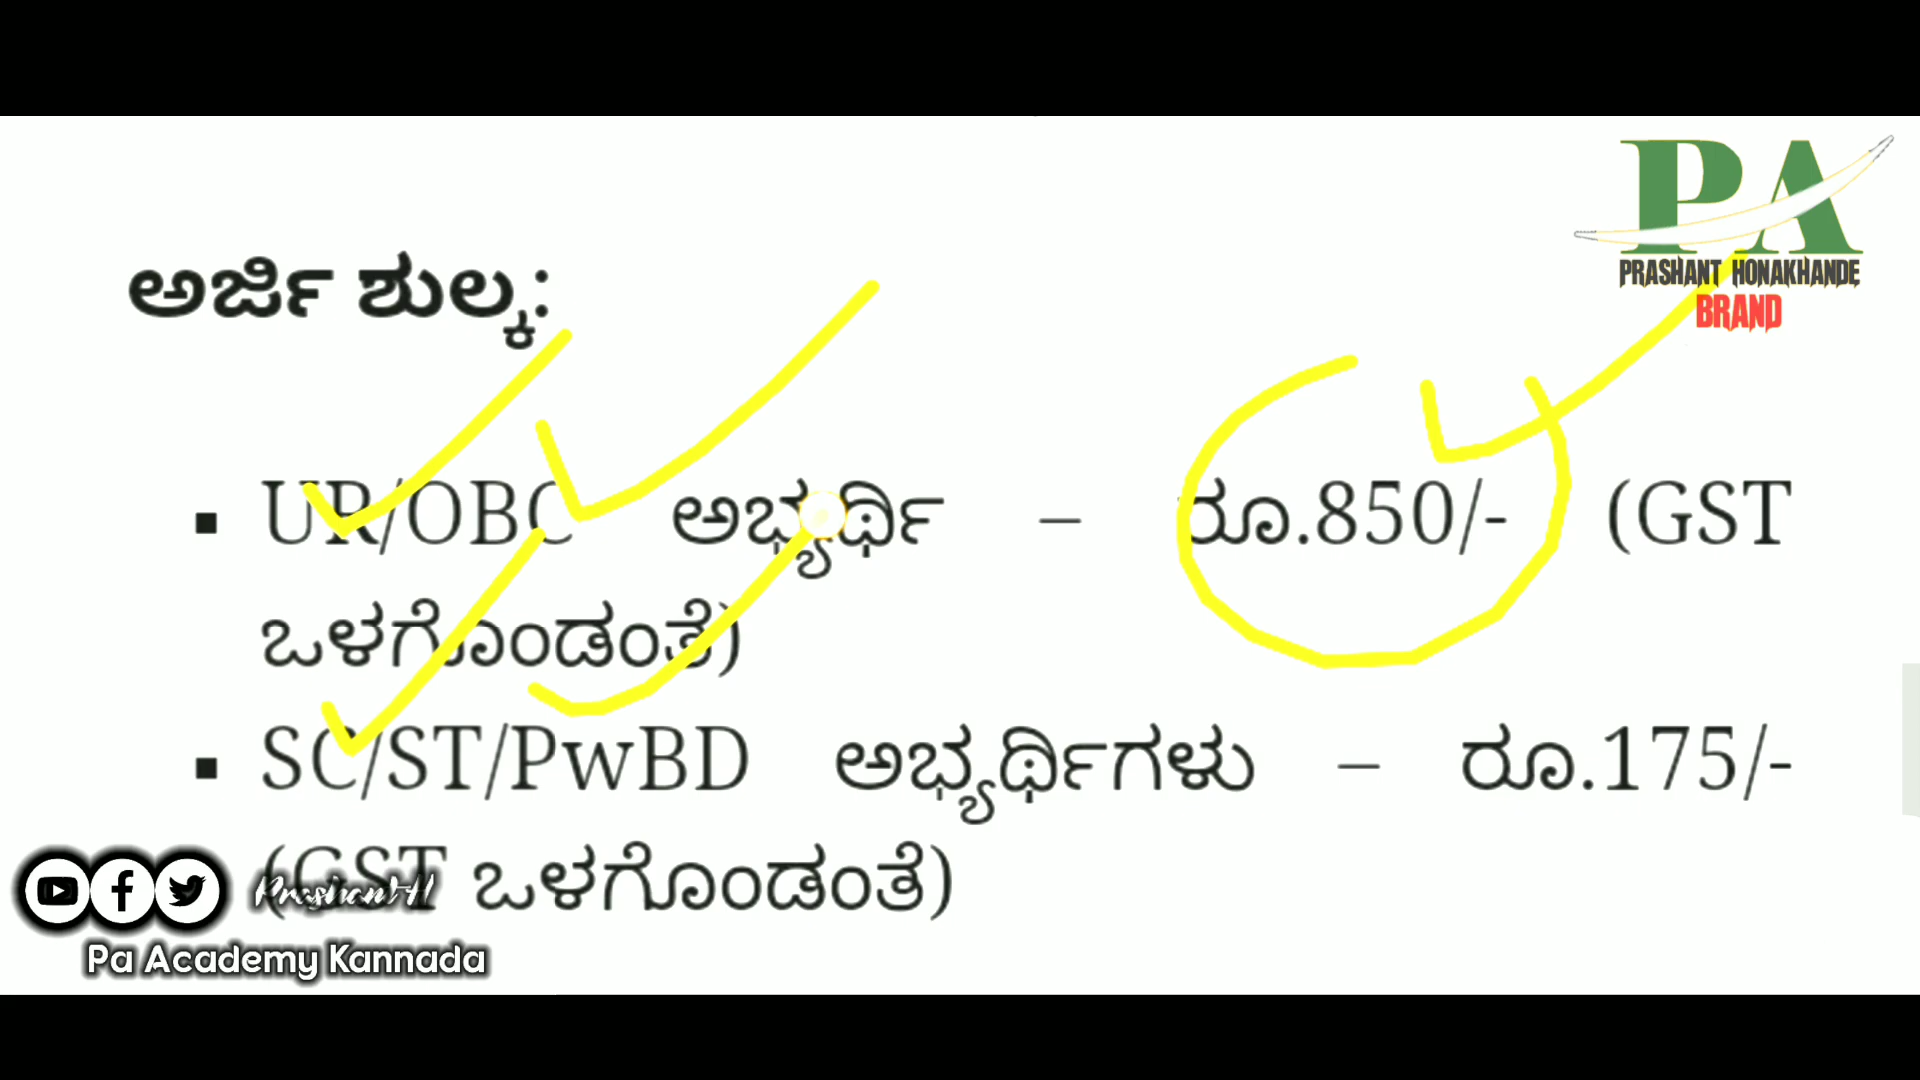 PA
PRASHANT HONAKHANDE
BRAND
ಅರ್ಜಿ ಶುಲ್ಕ:
▪ UR/OBC ಅಭ್ಯರ್ಥಿ – ರೂ.850/- (GST
ಒಳಗೊಂಡಂತೆ)
▪ SC/ST/PwBD ಅಭ್ಯರ್ಥಿಗಳು – ರೂ.175/-
(GST ಒಳಗೊಂಡಂತೆ)
Prashant H
Pa Academy Kannada